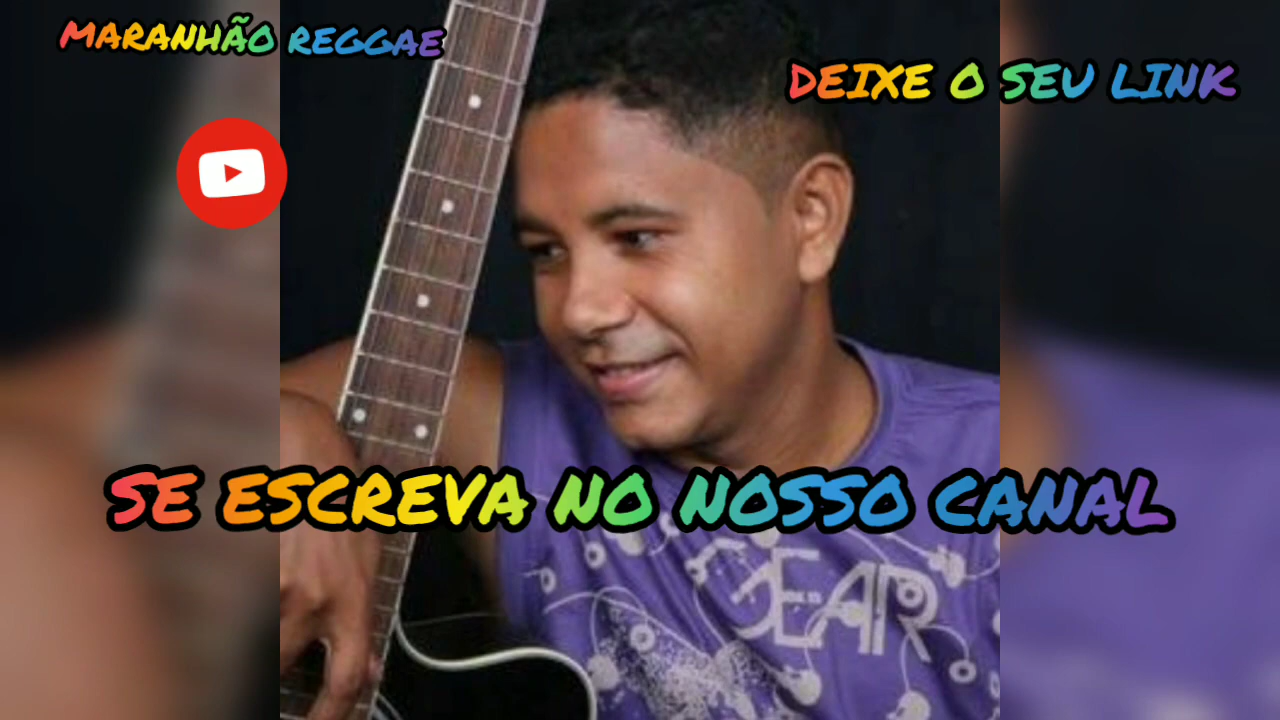 MARANHÃO REGGAE
DEIXE O SEU LINK
SE ESCREVA NO NOSSO CANAL
GEAR